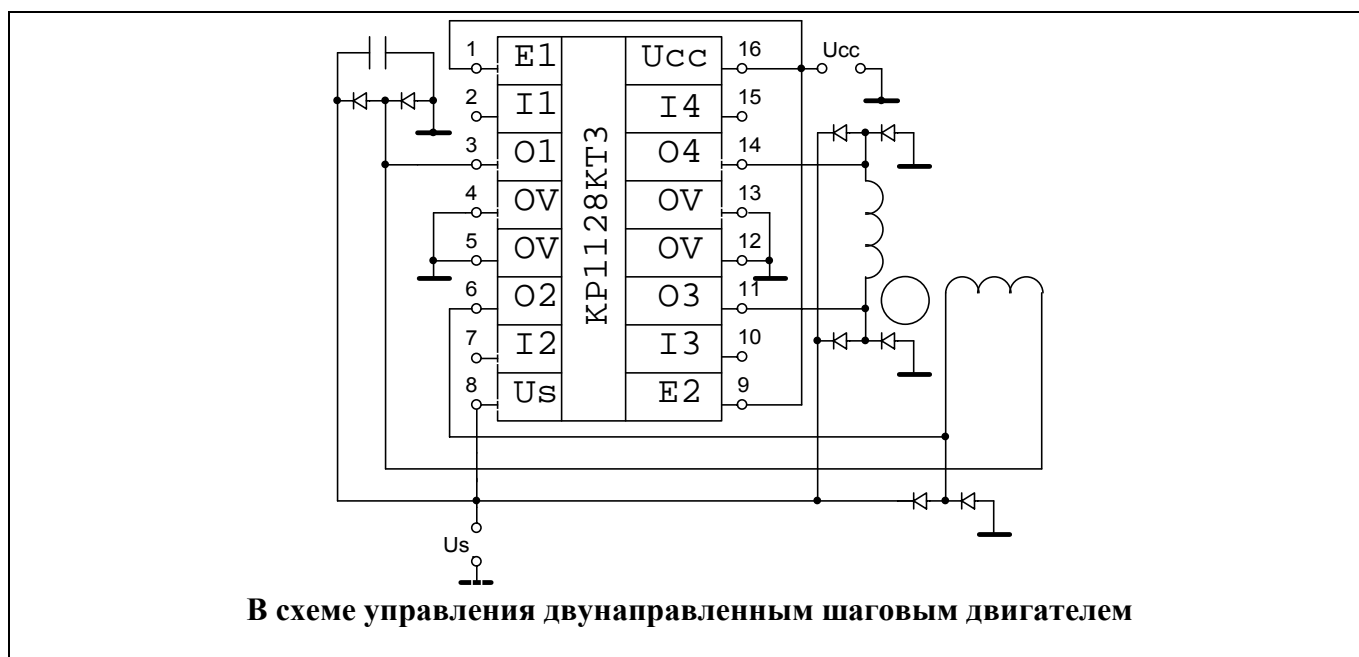 1 E1 Ucc 16 Ucc
2 I1 I4 15
3 O1 O4 14
4 OV OV 13
5 OV OV 12
6 O2 O3 11
7 I2 I3 10
8 Us E2 9
КР1128КТ3
Us
В схеме управления двунаправленным шаговым двигателем